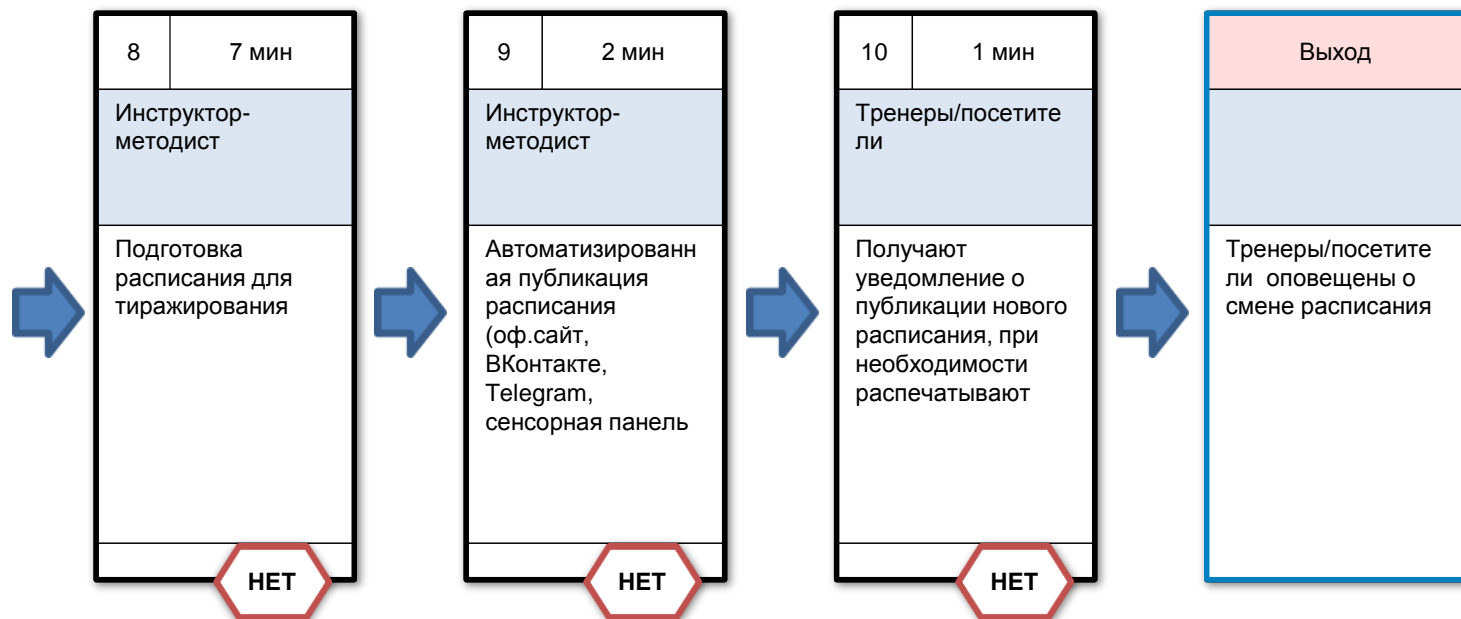 8
7 мин
Инструктор-
методист
Подготовка
расписания для
тиражирования
НЕТ
9
2 мин
Инструктор-
методист
Автоматизированн
ая публикация
расписания
(оф.сайт,
ВКонтакте,
Telegram,
сенсорная панель
НЕТ
10
1 мин
Тренеры/посетите
ли
Получают
уведомление о
публикации нового
расписания, при
необходимости
распечатывают
НЕТ
Выход
Тренеры/посетите
ли оповещены о
смене расписания